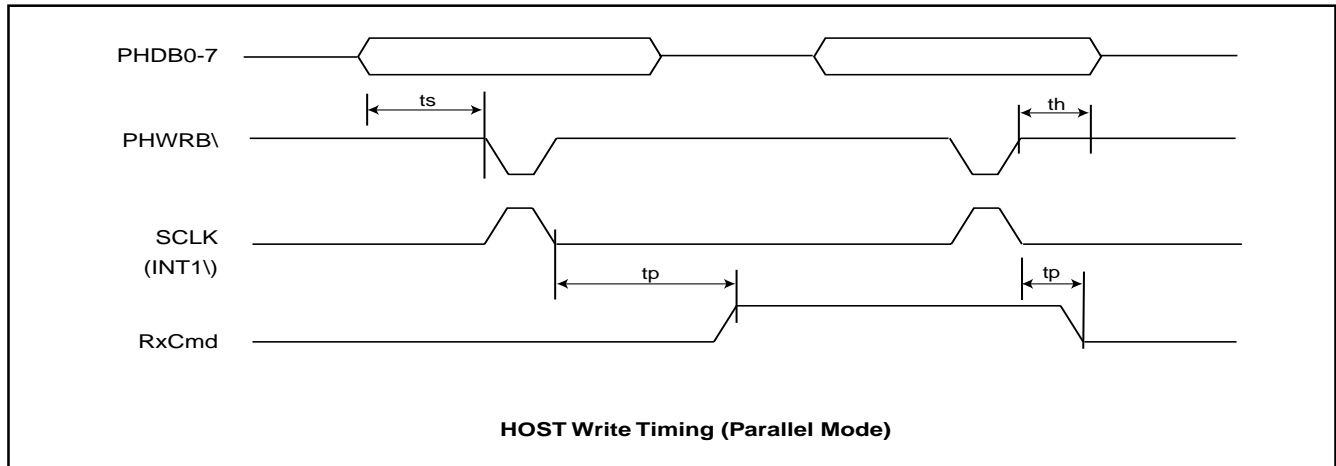 PHDB0-7
ts
th
PHWRB\
SCLK
(INT1\)
tp
tp
RxCmd
HOST Write Timing (Parallel Mode)